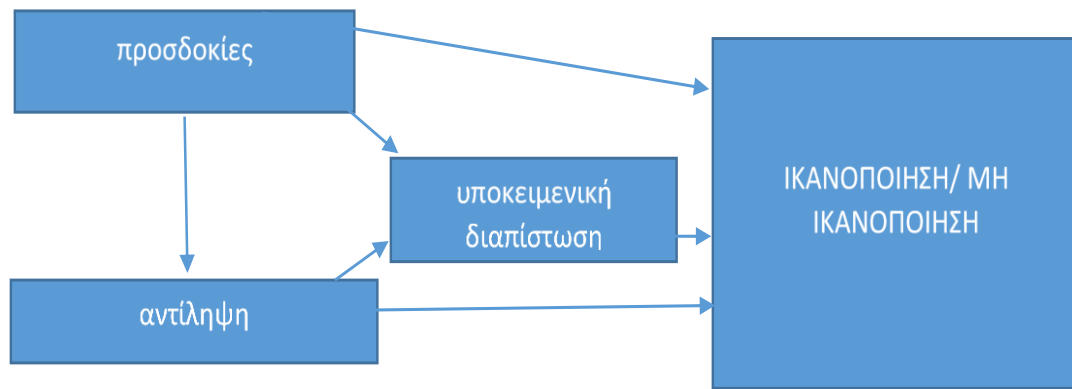 προσδοκίες
υποκειμενική
διαπίστωση
ΙΚΑΝΟΠΟΙΗΣΗ/ ΜΗ
ΙΚΑΝΟΠΟΙΗΣΗ
αντίληψη